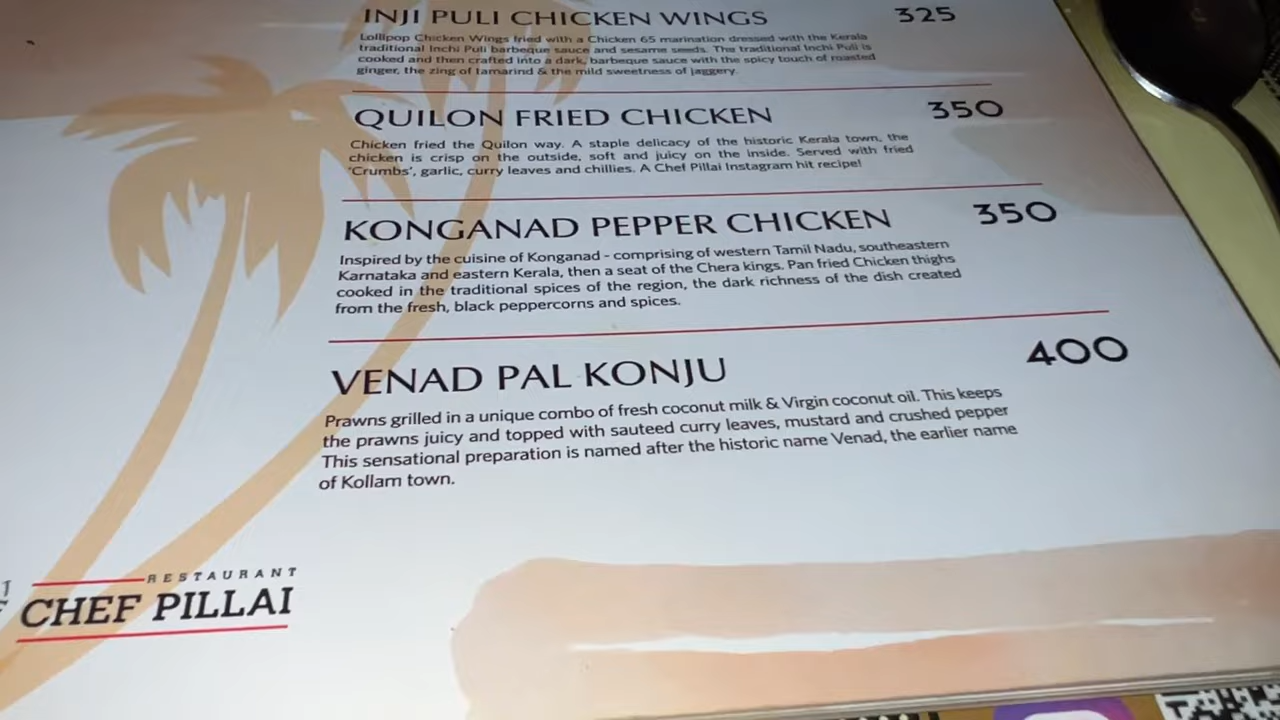 INJI PULI CHICKEN WINGS 325
Lollipop Chicken Wings fried with a Chicken 65 marination dressed with the Kerala
traditional Inchi Puli barbeque sauce and sesame seeds. The traditional Inchi Puli is
cooked and then crafted into a dark, barbeque sauce with the spicy touch of roasted
ginger, the zing of tamarind & the mild sweetness of jaggery.
QUILON FRIED CHICKEN 350
Chicken fried the Quilon way. A staple delicacy of the historic Kerala town, the
chicken is crisp on the outside, soft and juicy on the inside. Served with fried
'Crumbs', garlic, curry leaves and chillies. A Chef Pillai Instagram hit recipe!
KONGANAD PEPPER CHICKEN 350
Inspired by the cuisine of Konganad - comprising of western Tamil Nadu, southeastern
Karnataka and eastern Kerala, then a seat of the Chera kings. Pan fried Chicken thighs
cooked in the traditional spices of the region, the dark richness of the dish created
from the fresh, black peppercorns and spices.
VENAD PAL KONJU 400
Prawns grilled in a unique combo of fresh coconut milk & Virgin coconut oil. This keeps
the prawns juicy and topped with sauteed curry leaves, mustard and crushed pepper
This sensational preparation is named after the historic name Venad, the earlier name
of Kollam town.
RESTAURANT
CHEF PILLAI